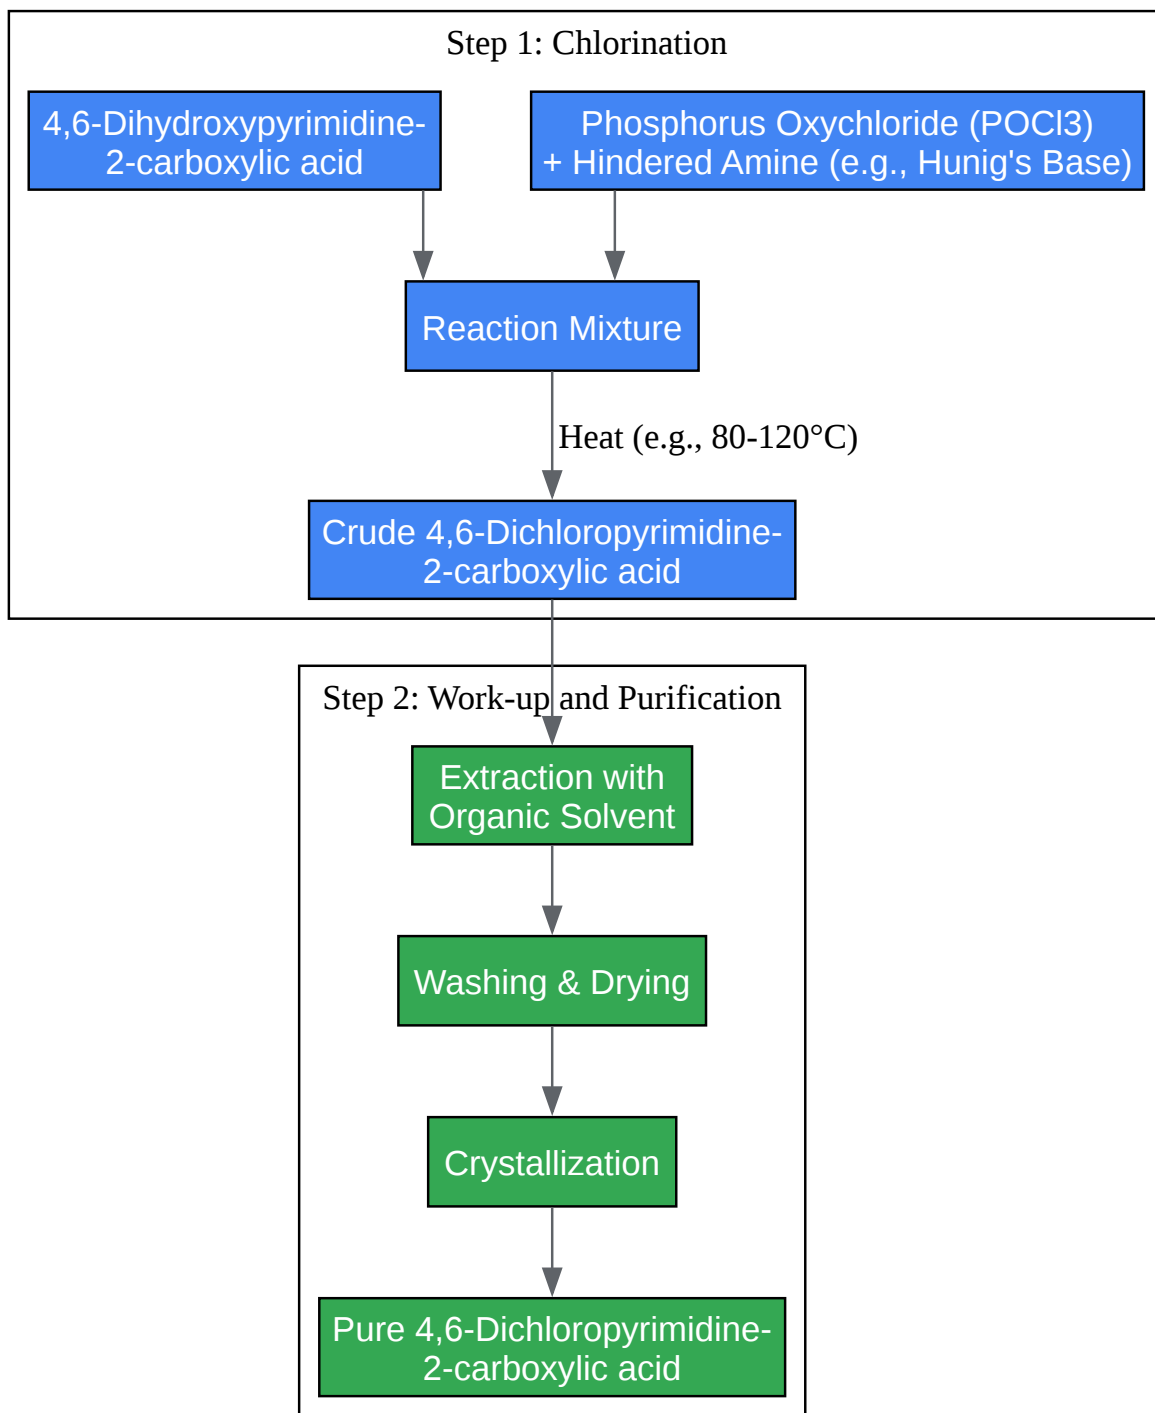 Step 1: Chlorination
4,6-Dihydroxypyrimidine-
2-carboxylic acid
Phosphorus Oxychloride (POCl3)
+ Hindered Amine (e.g., Hunig's Base)
Reaction Mixture
Heat (e.g., 80-120°C)
Crude 4,6-Dichloropyrimidine-
2-carboxylic acid
Step 2: Work-up and Purification
Extraction with
Organic Solvent
Washing & Drying
Crystallization
Pure 4,6-Dichloropyrimidine-
2-carboxylic acid